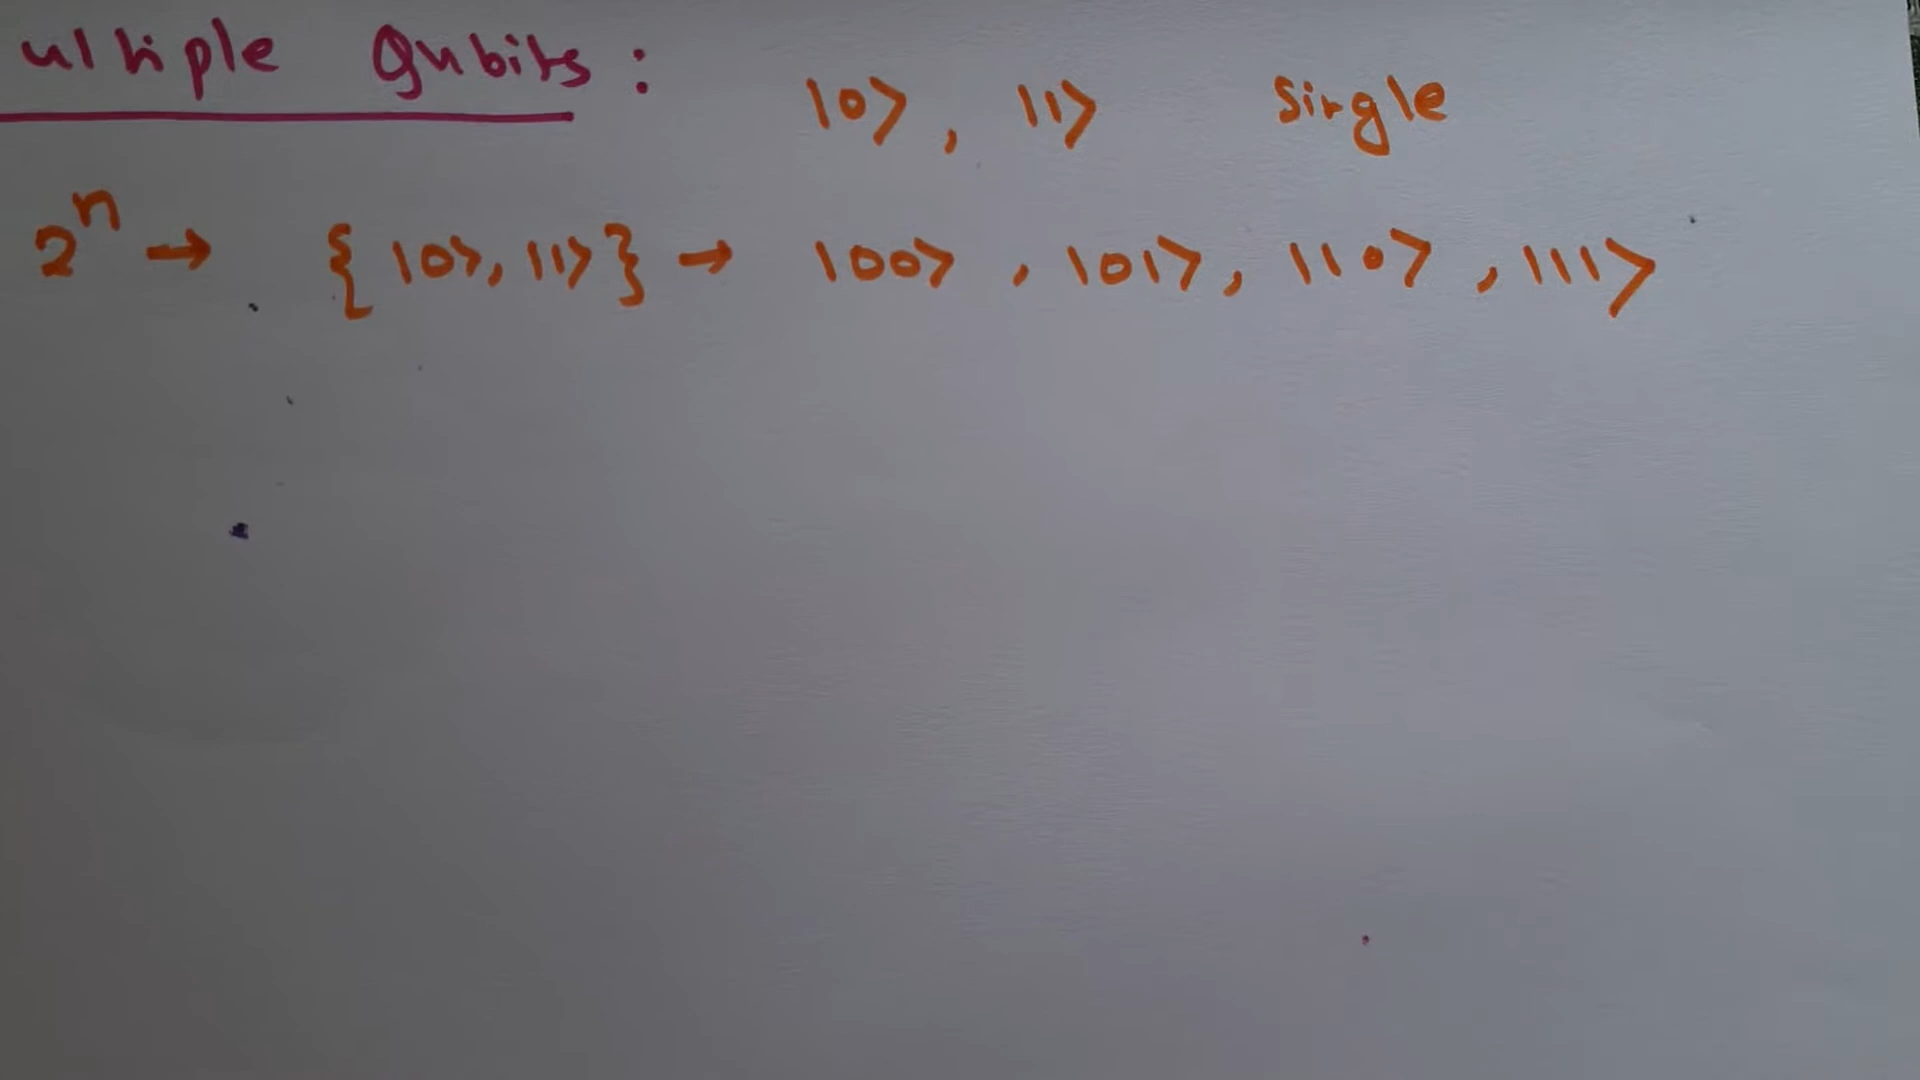 ultiple Qubits :
|0⟩ , |1⟩ Single
2ⁿ → { |0⟩, |1⟩ } → |00⟩ , |01⟩ , |10⟩ , |11⟩